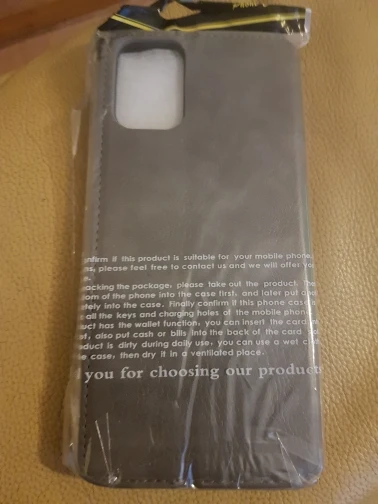 Phone
onfirm if this product is suitable for your mobile phone.
es, please feel free to contact us and we will offer you
packing the package, please take out the product. The
om of the phone into the case first, and later put
etely into the case. Finally confirm if this phone case
all the keys and charging holes of the mobile phone
uct has the wallet function, you can insert the card
et, also put cash or bills into the back of the card
oduct is dirty during daily use, you can use a wet
e case, then dry it in a ventilated place.
you for choosing our product